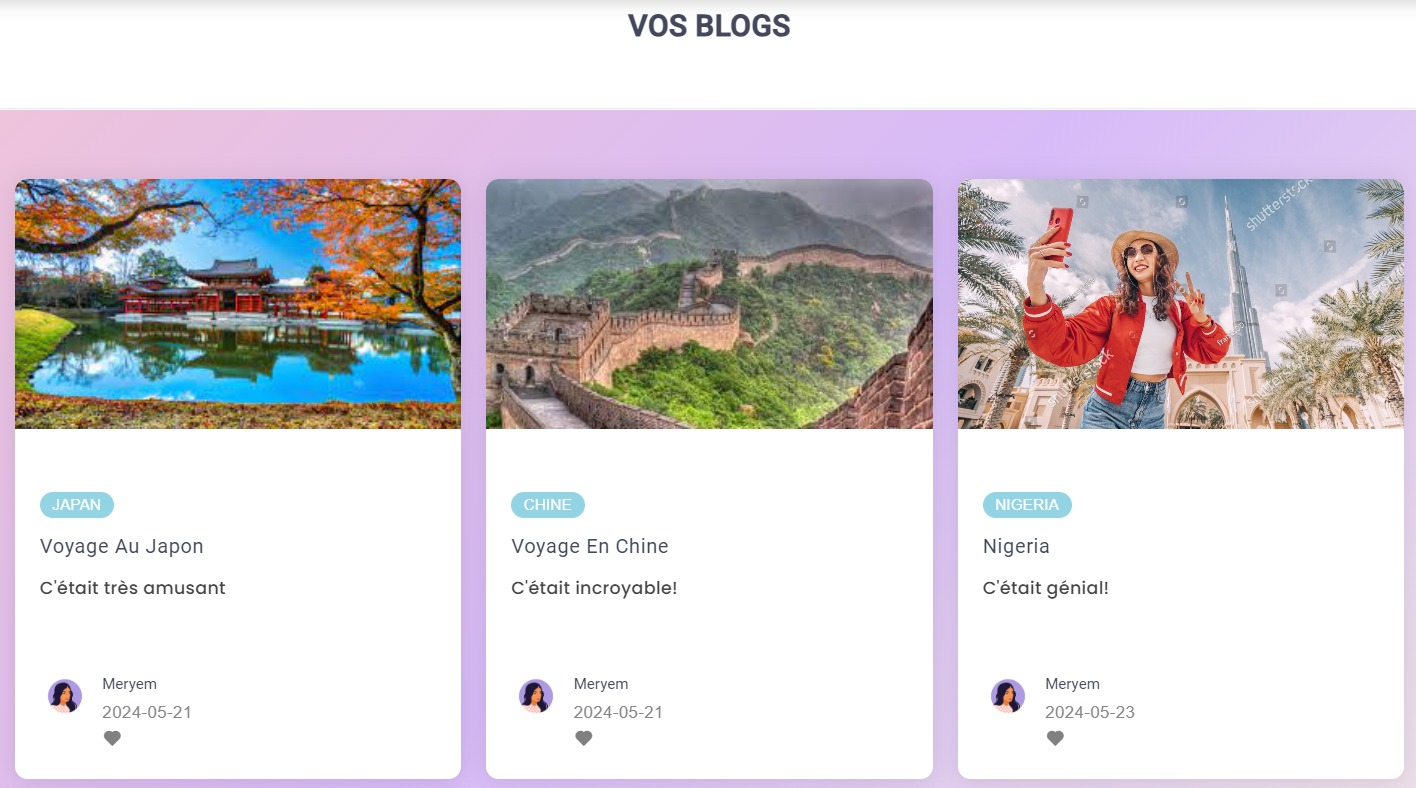 VOS BLOGS
shutterstock
JAPAN
Voyage Au Japon
C'était très amusant
Meryem
2024-05-21
CHINE
Voyage En Chine
C'était incroyable!
Meryem
2024-05-21
NIGERIA
Nigeria
C'était génial!
Meryem
2024-05-23